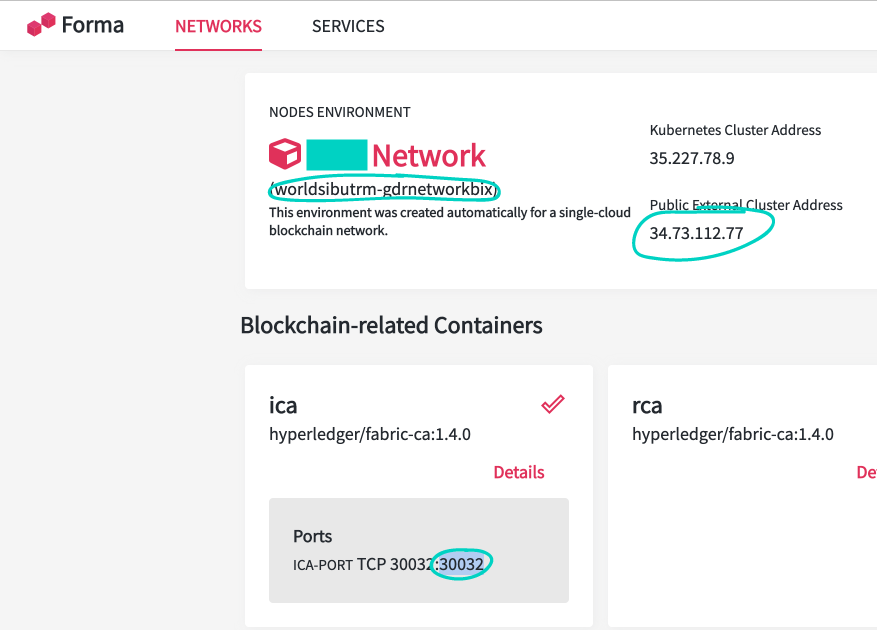 Forma
NETWORKS
SERVICES
NODES ENVIRONMENT
Network
(worldsibutrm-gdrnetworkbix)
This environment was created automatically for a single-cloud
blockchain network.
Kubernetes Cluster Address
35.227.78.9
Public External Cluster Address
34.73.112.77
Blockchain-related Containers
ica
hyperledger/fabric-ca:1.4.0
Details
Ports
ICA-PORT TCP 30032:30032
rca
hyperledger/fabric-ca:1.4.0